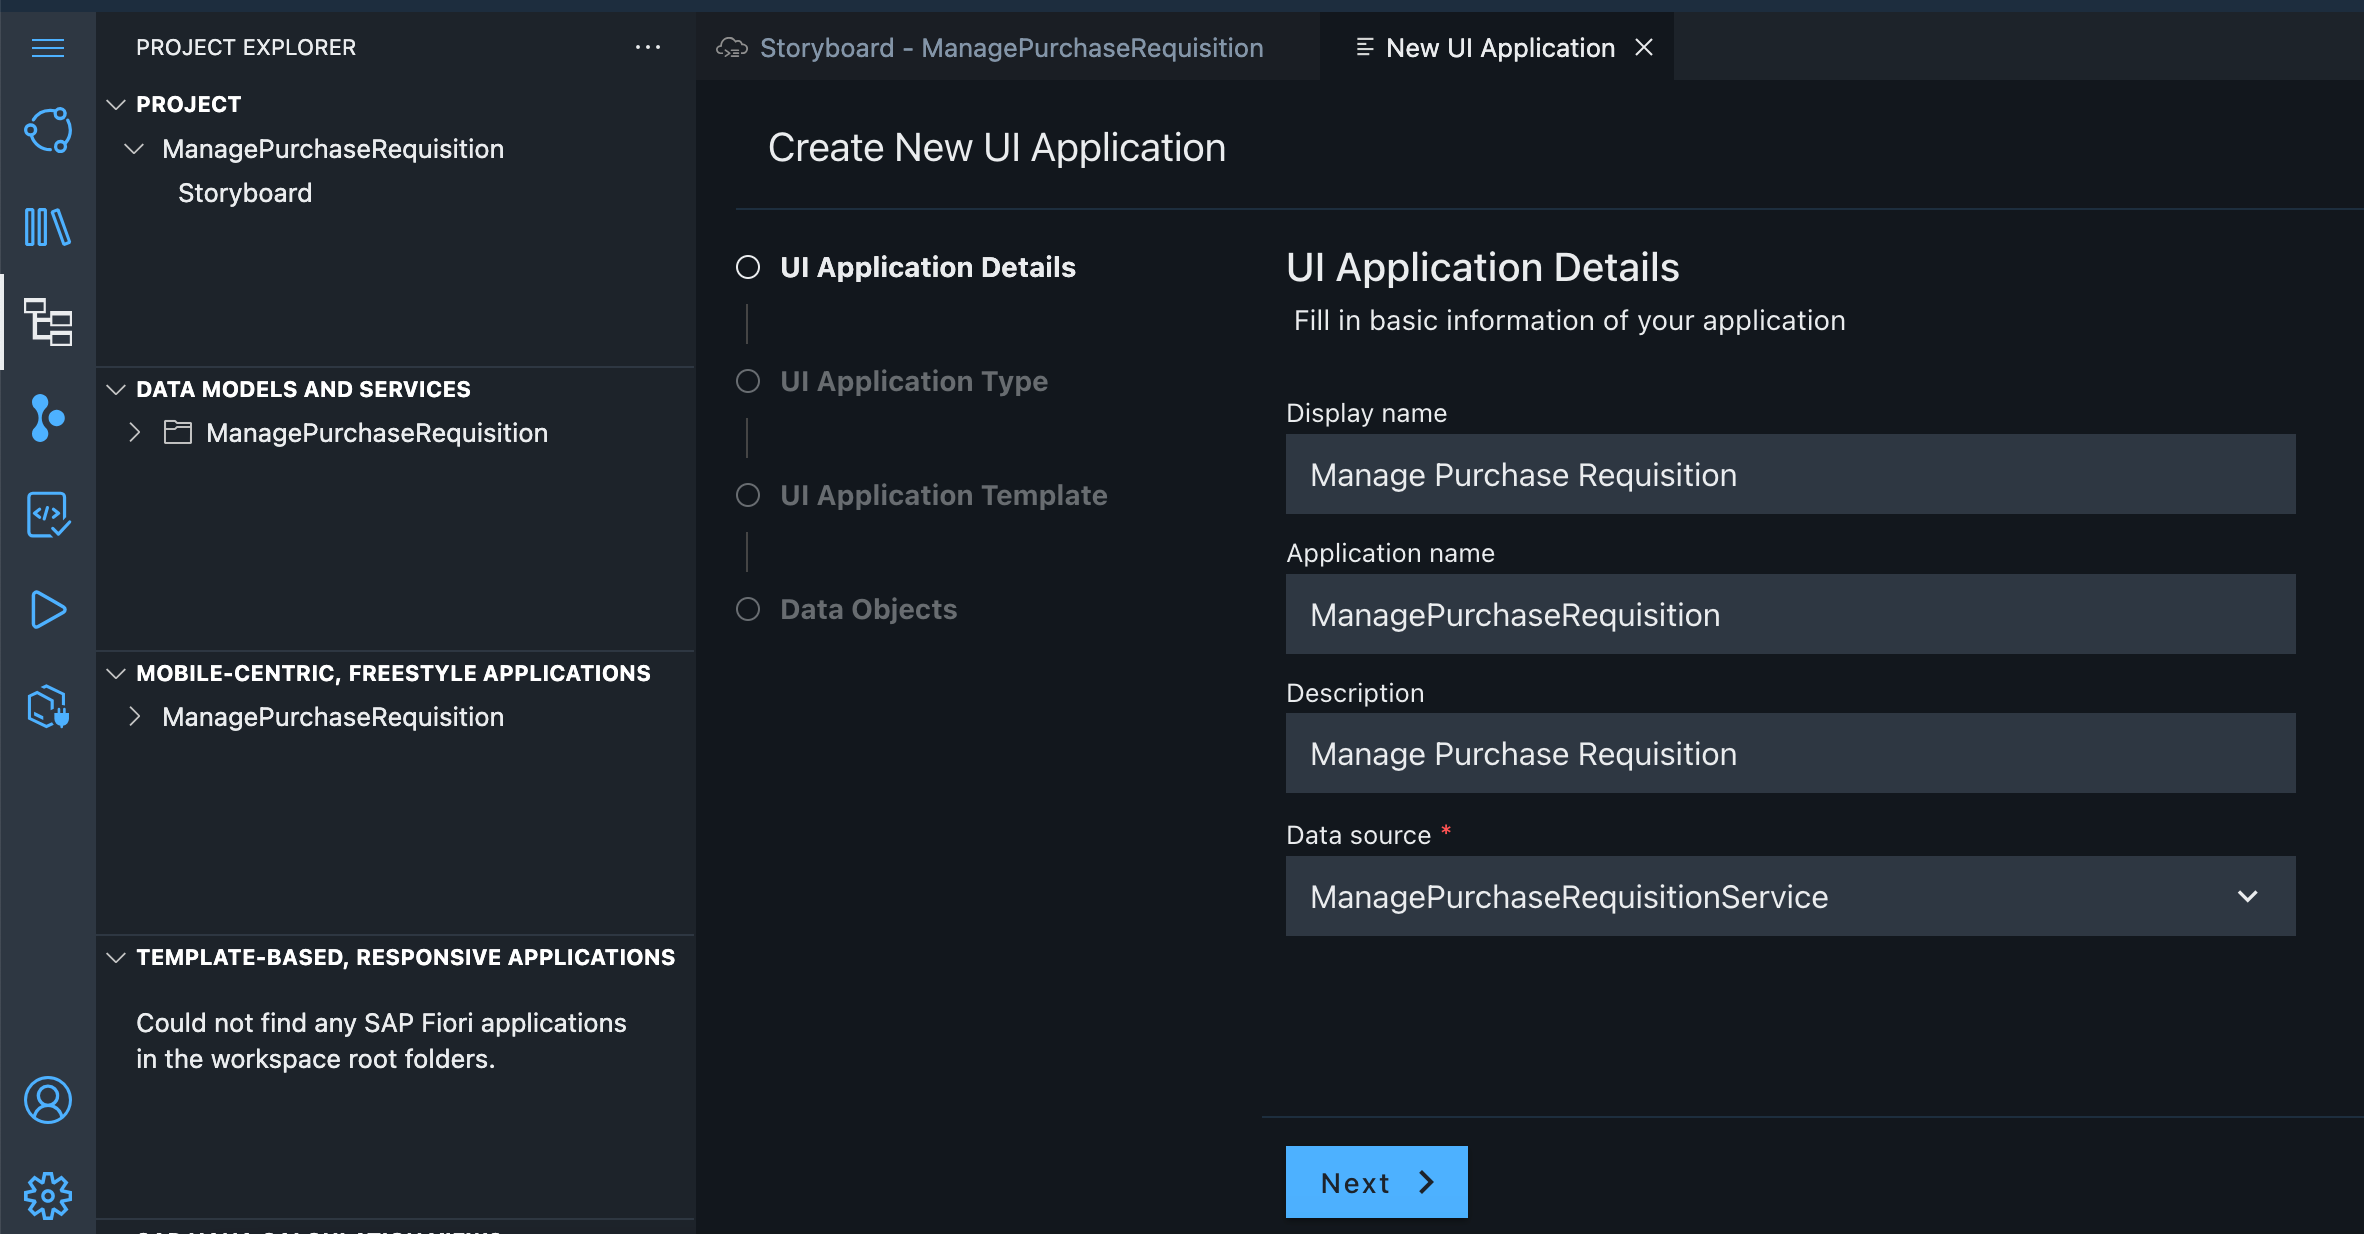 PROJECT EXPLORER
PROJECT
ManagePurchaseRequisition
Storyboard
DATA MODELS AND SERVICES
ManagePurchaseRequisition
MOBILE-CENTRIC, FREESTYLE APPLICATIONS
ManagePurchaseRequisition
TEMPLATE-BASED, RESPONSIVE APPLICATIONS
Could not find any SAP Fiori applications
in the workspace root folders.
Storyboard - ManagePurchaseRequisition
New UI Application
Create New UI Application
UI Application Details
UI Application Type
UI Application Template
Data Objects
UI Application Details
Fill in basic information of your application
Display name
Manage Purchase Requisition
Application name
ManagePurchaseRequisition
Description
Manage Purchase Requisition
Data source *
ManagePurchaseRequisitionService
Next